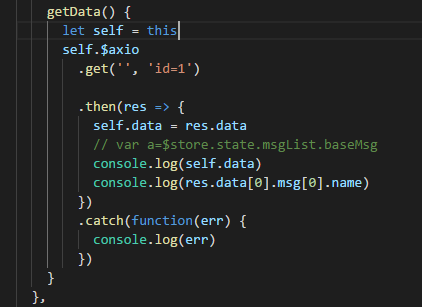 getData() {
let self = this
self.$axio
.get('', 'id=1')
.then(res => {
self.data = res.data
// var a=$store.state.msgList.baseMsg
console.log(self.data)
console.log(res.data[0].msg[0].name)
})
.catch(function(err) {
console.log(err)
})
}
},